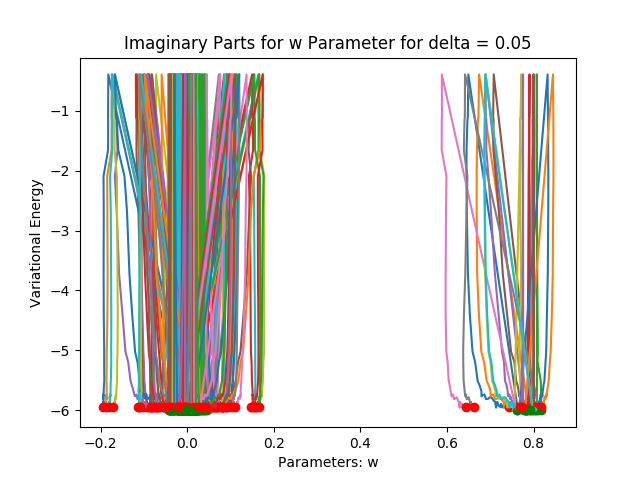 Imaginary Parts for w Parameter for delta = 0.05
Variational Energy
−1
−2
−3
−4
−5
−6
−0.2 0.0 0.2 0.4 0.6 0.8
Parameters: w